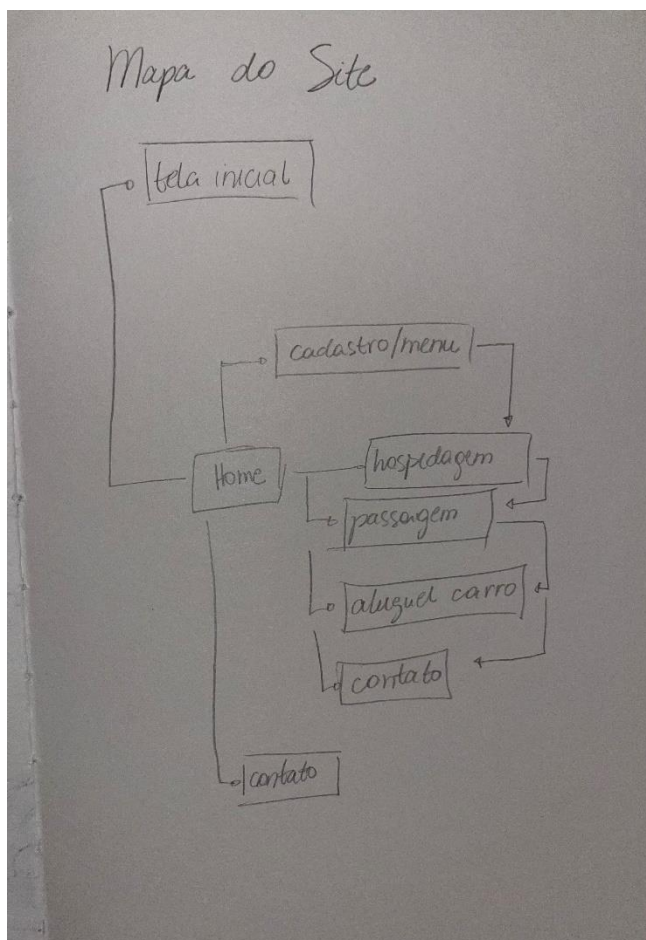 Mapa do Site
tela inicial
cadastro/menu
Home
hospedagem
passagem
aluguel carro
contato
contato